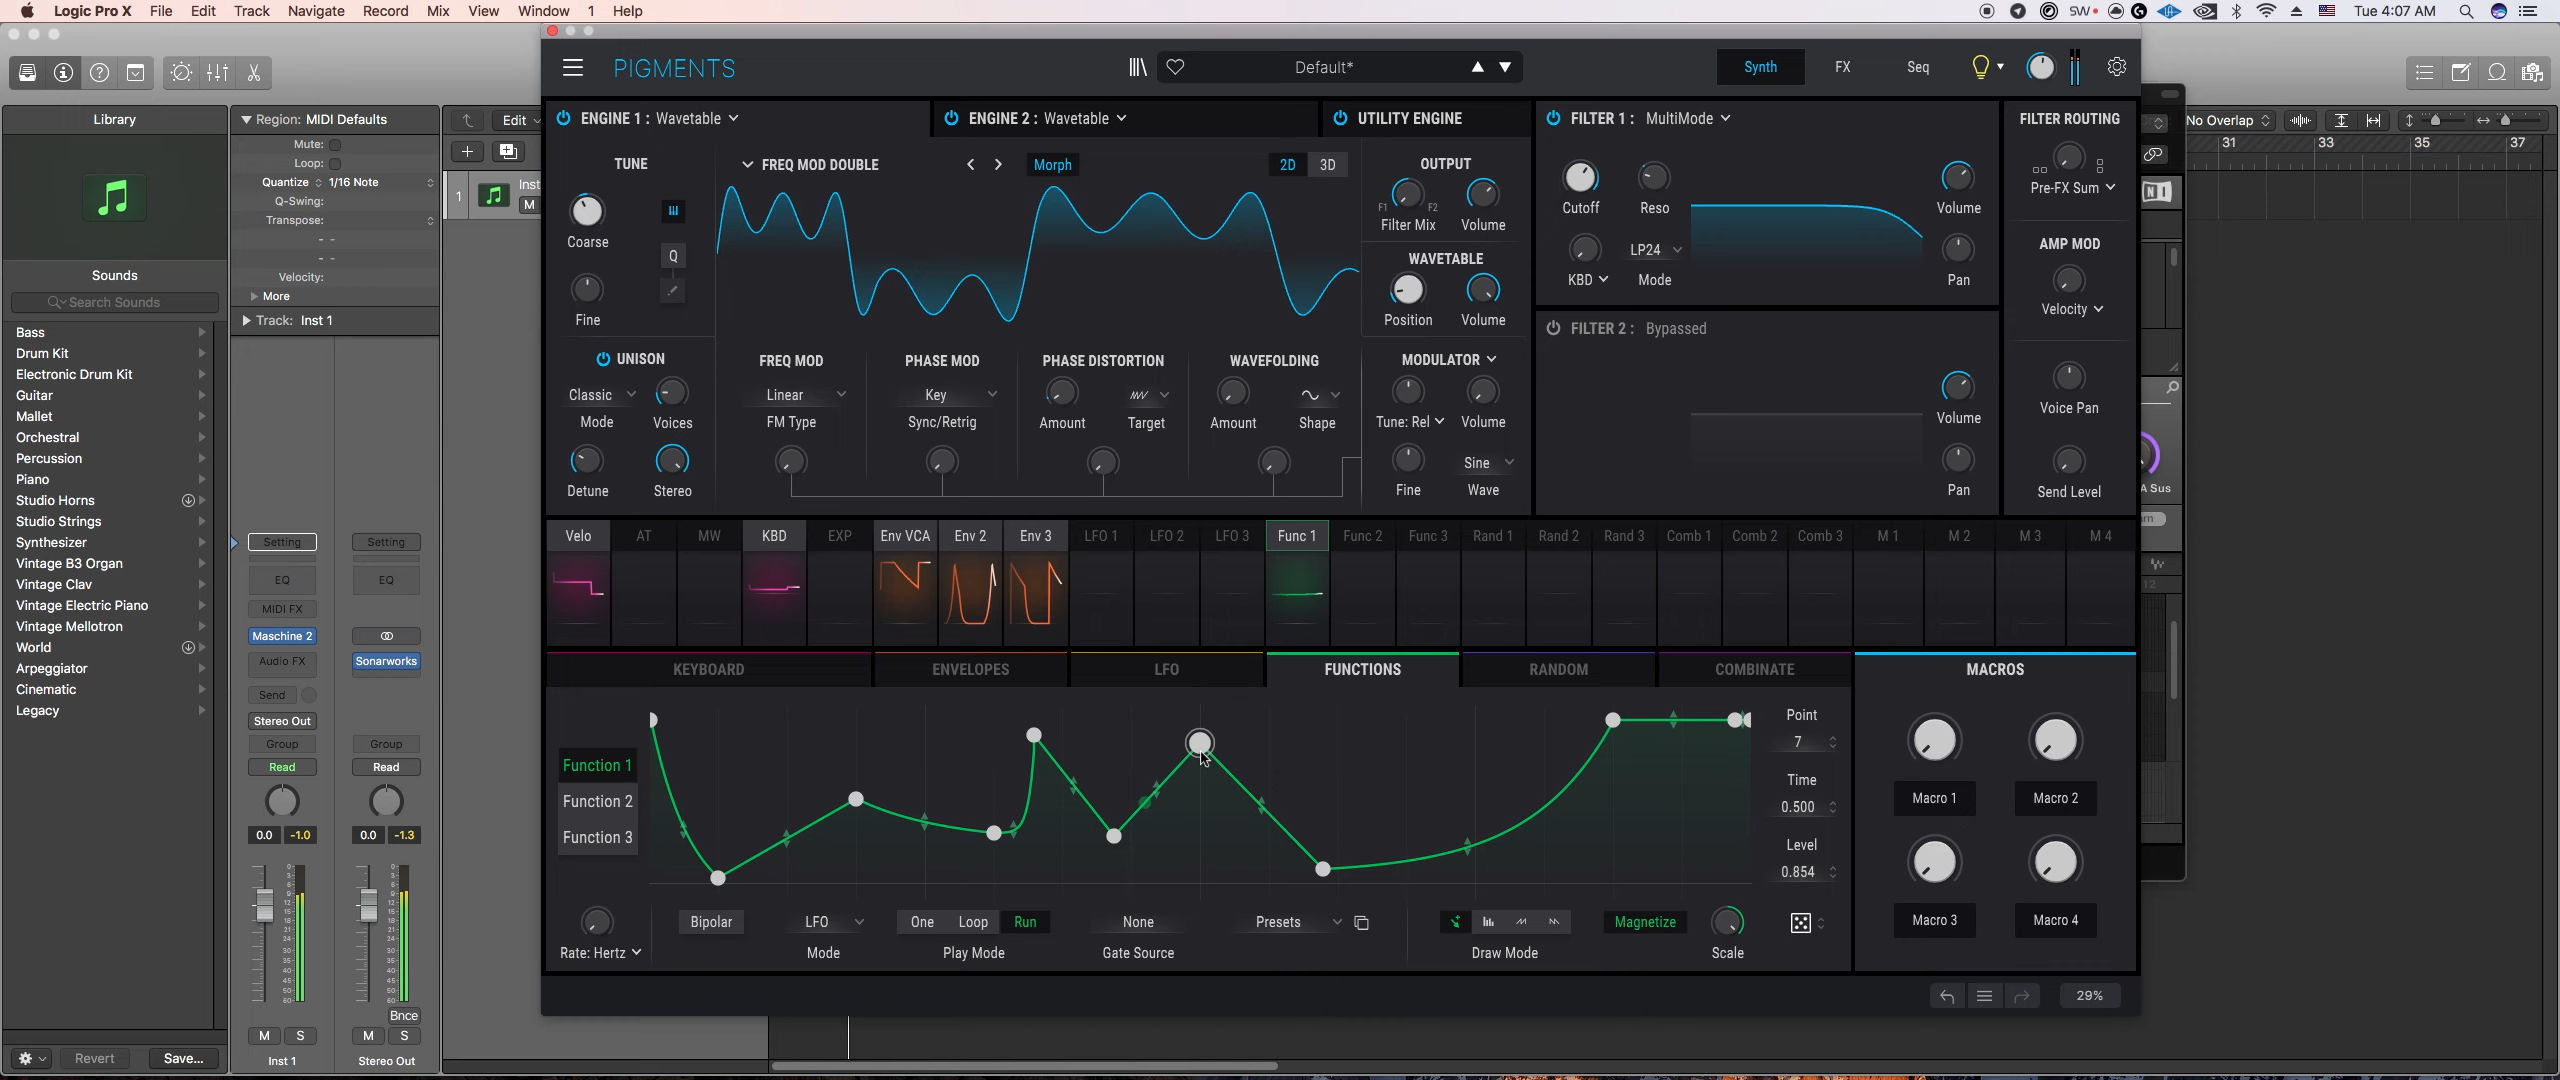 Logic Pro X File Edit Track Navigate Record Mix View Window 1 Help
SW Tue 4:07 AM
PIGMENTS Default* Synth FX Seq
Library
Region: MIDI Defaults
Mute:
Loop:
Quantize 1/16 Note
Q-Swing:
Transpose:
Velocity:
More
Track: Inst 1
Edit
1 Inst
M
Sounds
Search Sounds
Bass
Drum Kit
Electronic Drum Kit
Guitar
Mallet
Orchestral
Percussion
Piano
Studio Horns
Studio Strings
Synthesizer
Vintage B3 Organ
Vintage Clav
Vintage Electric Piano
Vintage Mellotron
World
Arpeggiator
Cinematic
Legacy
Revert Save...
Setting Setting
EQ EQ
MIDI FX
Maschine 2
Audio FX Sonarworks
Send
Stereo Out
Group Group
Read Read
0.0 -1.0 0.0 -1.3
Bnce
M S M S
Inst 1 Stereo Out
ENGINE 1 : Wavetable ENGINE 2 : Wavetable UTILITY ENGINE FILTER 1 : MultiMode FILTER ROUTING
TUNE FREQ MOD DOUBLE Morph 2D 3D OUTPUT
Coarse Q Fine
F1 F2
Filter Mix Volume
WAVETABLE
Position Volume
Cutoff Reso Volume
KBD LP24 Mode Pan
Pre-FX Sum
AMP MOD
Velocity
FILTER 2 : Bypassed
Volume
Pan
Voice Pan
Send Level
UNISON FREQ MOD PHASE MOD PHASE DISTORTION WAVEFOLDING MODULATOR
Classic Linear Key
Mode Voices FM Type Sync/Retrig Amount Target Amount Shape Tune: Rel Volume
Sine
Detune Stereo Fine Wave
Velo AT MW KBD EXP Env VCA Env 2 Env 3 LFO 1 LFO 2 LFO 3 Func 1 Func 2 Func 3 Rand 1 Rand 2 Rand 3 Comb 1 Comb 2 Comb 3 M 1 M 2 M 3 M 4
KEYBOARD ENVELOPES LFO FUNCTIONS RANDOM COMBINATE MACROS
Function 1
Function 2
Function 3
Point
7
Time
0.500
Level
0.854
Macro 1 Macro 2
Macro 3 Macro 4
Bipolar LFO One Loop Run None Presets Magnetize
Rate: Hertz Mode Play Mode Gate Source Draw Mode Scale
29%
No Overlap
31 33 35 37
NI
A Sus
12